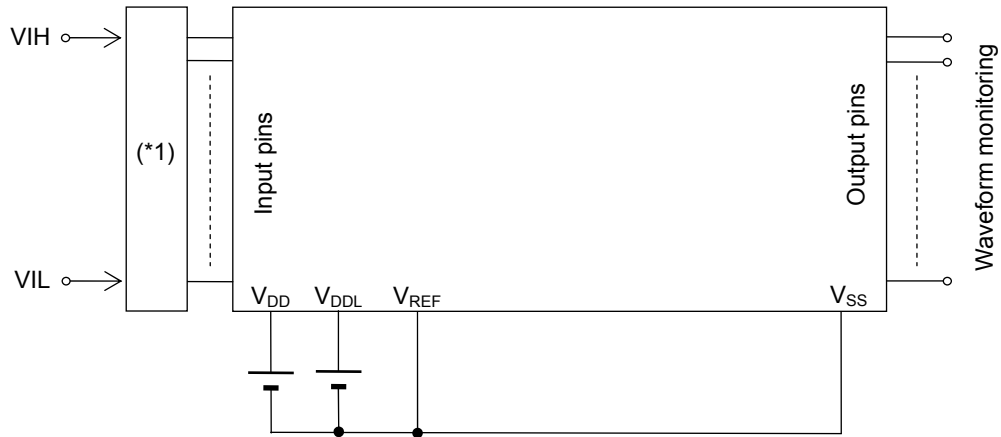 VIH
(*1)
VIL
Input pins
Output pins
Waveform monitoring
VDD
VDDL
VREF
VSS